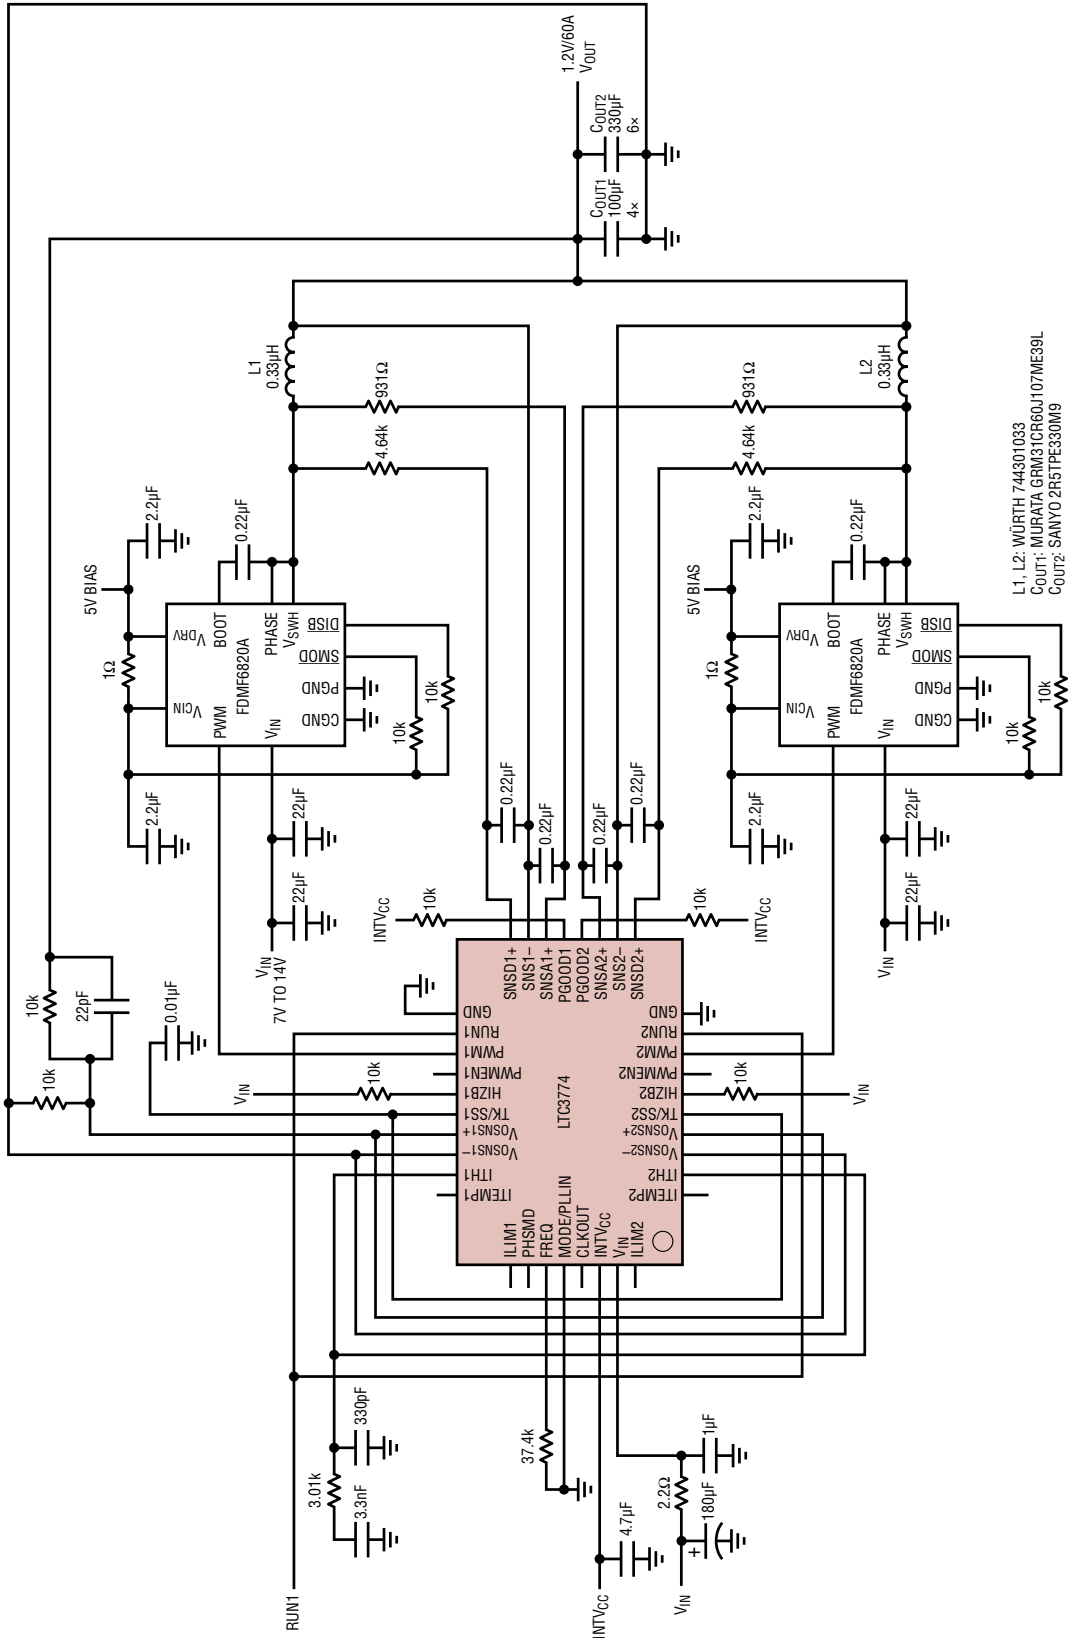 1.2V/60A
VOUT
COUT2
330µF
6×
COUT1
100µF
4×
L1
0.33µH
931Ω
4.64k
L2
0.33µH
931Ω
4.64k
L1, L2: WÜRTH 744301033
COUT1: MURATA GRM31CR60J107ME39L
COUT2: SANYO 2R5TPE330M9
2.2µF
0.22µF
5V BIAS
1Ω
VDRV
VCIN
BOOT
PHASE
VSWH
FDMF6820A
PWM
VIN
DISB
SMOD
PGND
CGND
10k
10k
2.2µF
22µF
22µF
VIN
7V TO 14V
2.2µF
0.22µF
5V BIAS
1Ω
VDRV
VCIN
BOOT
PHASE
VSWH
FDMF6820A
PWM
VIN
DISB
SMOD
PGND
CGND
10k
10k
2.2µF
22µF
22µF
VIN
0.22µF
0.22µF
0.22µF
0.22µF
INTVCC
10k
10k
INTVCC
10k
22pF
10k
0.01µF
VIN
10k
10k
VIN
SNSD1+
SNS1–
SNSA1+
PGOOD1
PGOOD2
SNSA2+
SNS2–
SNSD2+
GND
RUN1
PWM1
PWMEN1
HIZB1
TK/SS1
VOSNS1+
VOSNS1–
ITH1
ITEMP1
LTC3774
GND
RUN2
PWM2
PWMEN2
HIZB2
TK/SS2
VOSNS2+
VOSNS2–
ITH2
ITEMP2
ILIM1
PHSMD
FREQ
MODE/PLLIN
CLKOUT
INTVCC
VIN
ILIM2
330pF
3.01k
3.3nF
RUN1
37.4k
4.7µF
INTVCC
1µF
2.2Ω
180µF
+
VIN